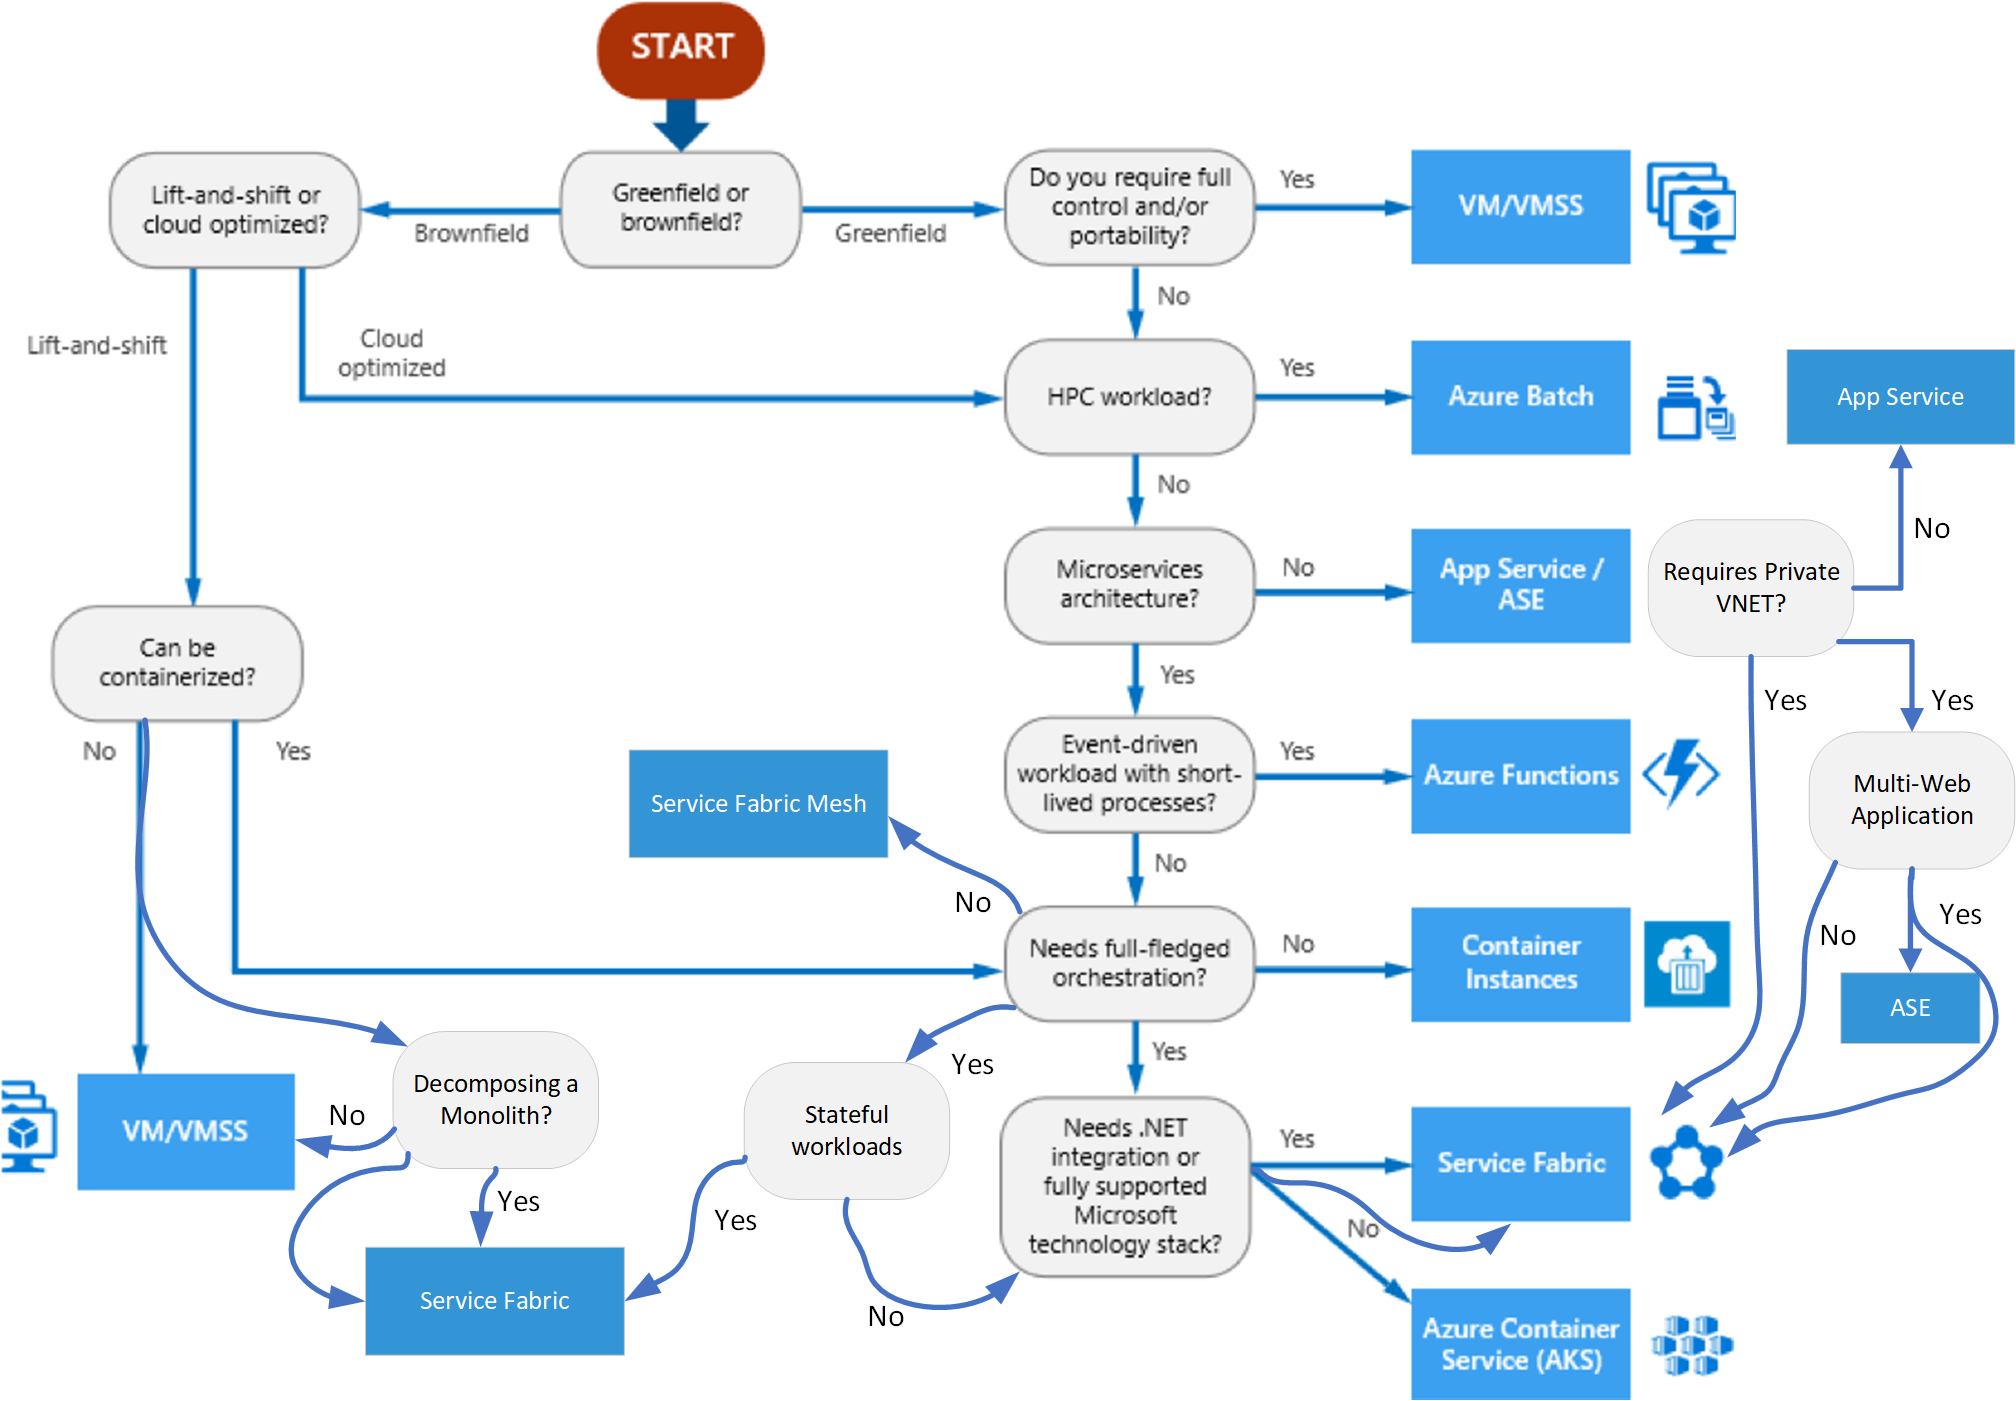 START
Lift-and-shift or
cloud optimized?
Brownfield
Greenfield or
brownfield?
Greenfield
Do you require full
control and/or
portability?
Yes
VM/VMSS
No
Lift-and-shift
Cloud
optimized
HPC workload?
Yes
Azure Batch
App Service
No
No
Microservices
architecture?
No
App Service /
ASE
Requires Private
VNET?
Yes
Yes
Yes
Can be
containerized?
No
Yes
Service Fabric Mesh
Event-driven
workload with short-
lived processes?
Yes
Azure Functions
Multi-Web
Application
No
No
Needs full-fledged
orchestration?
No
Container
Instances
No
Yes
ASE
Yes
Yes
Decomposing a
Monolith?
No
VM/VMSS
Yes
Stateful
workloads
Yes
No
Needs .NET
integration or
fully supported
Microsoft
technology stack?
Yes
Service Fabric
No
Service Fabric
Azure Container
Service (AKS)